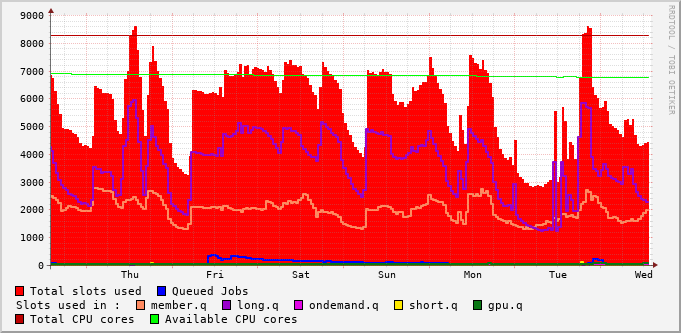 9000
8000
7000
6000
5000
4000
3000
2000
1000
0
Thu Fri Sat Sun Mon Tue Wed
RRDTOOL / TOBI OETIKER
Total slots used Queued Jobs
Slots used in : member.q long.q ondemand.q short.q gpu.q
Total CPU cores Available CPU cores